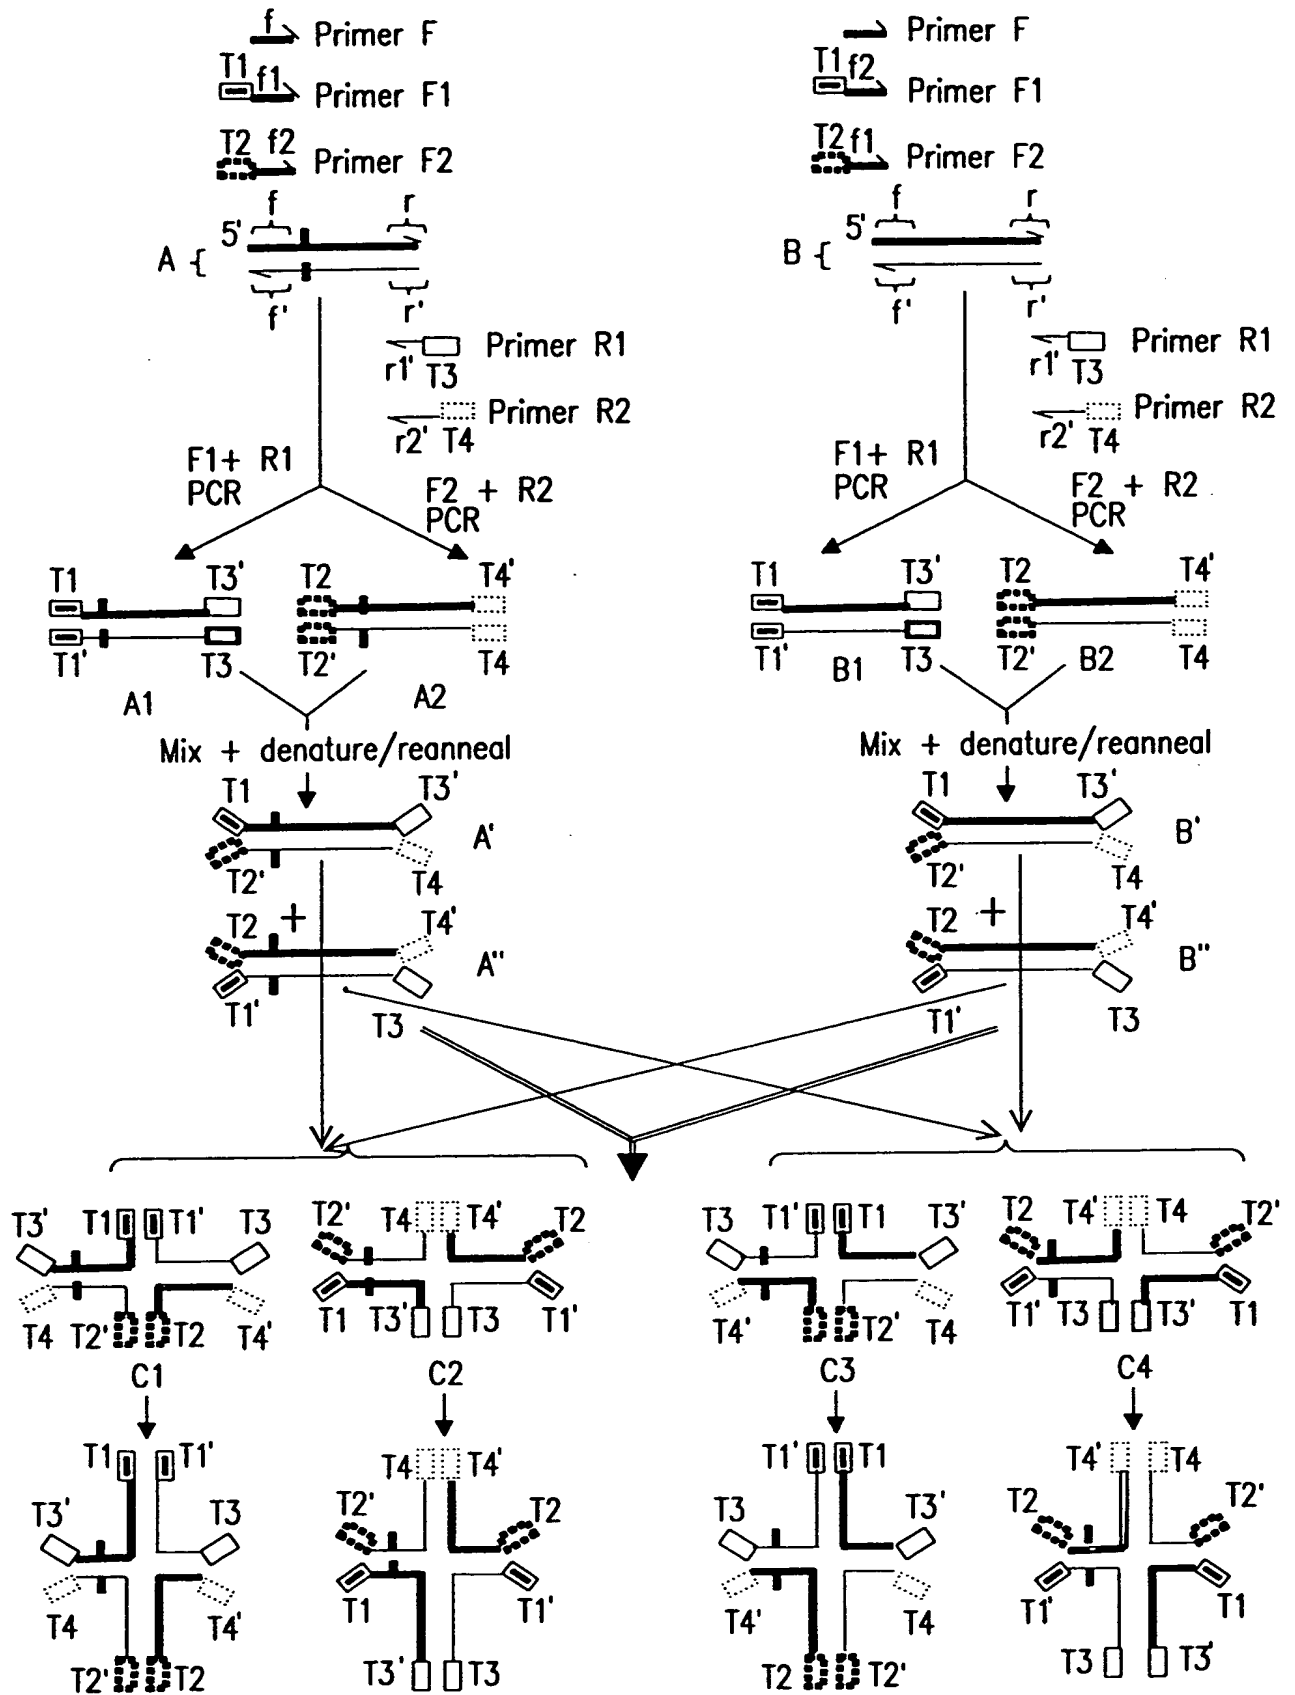 f
Primer F
T1 f1
Primer F1
T2 f2
Primer F2
f r
5'
A {
f' r'
Primer R1
r1' T3
Primer R2
r2' T4
F1+ R1
PCR
F2 + R2
PCR
T1 T3' T2 T4'
T1' T3 T2' T4
A1 A2
Mix + denature/reanneal
T1 T3'
A'
T2' T4
+
T2 T4'
A"
T1' T3
Primer F
T1 f2
Primer F1
T2 f1
Primer F2
f r
5'
B {
f' r'
Primer R1
r1' T3
Primer R2
r2' T4
F1+ R1
PCR
F2 + R2
PCR
T1 T3' T2 T4'
T1' B1 T3 T2' B2 T4
Mix + denature/reanneal
T1 T3'
B'
T2' T4
+
T2 T4'
B"
T1' T3
T3' T1 T1' T3
T4 T2' T2 T4'
C1
T2' T4 T4' T2
T1 T3' T3 T1'
C2
T3 T1' T1 T3'
T4' T2' T4
C3
T2 T4' T4 T2'
T1' T3 T3' T1
C4
T1 T1'
T3' T3
T4 T4'
T2' T2
T4 T4'
T2' T2
T1 T1'
T3' T3
T1' T1
T3 T3'
T4' T4
T2 T2'
T4' T4
T2 T2'
T1' T1
T3 T3'